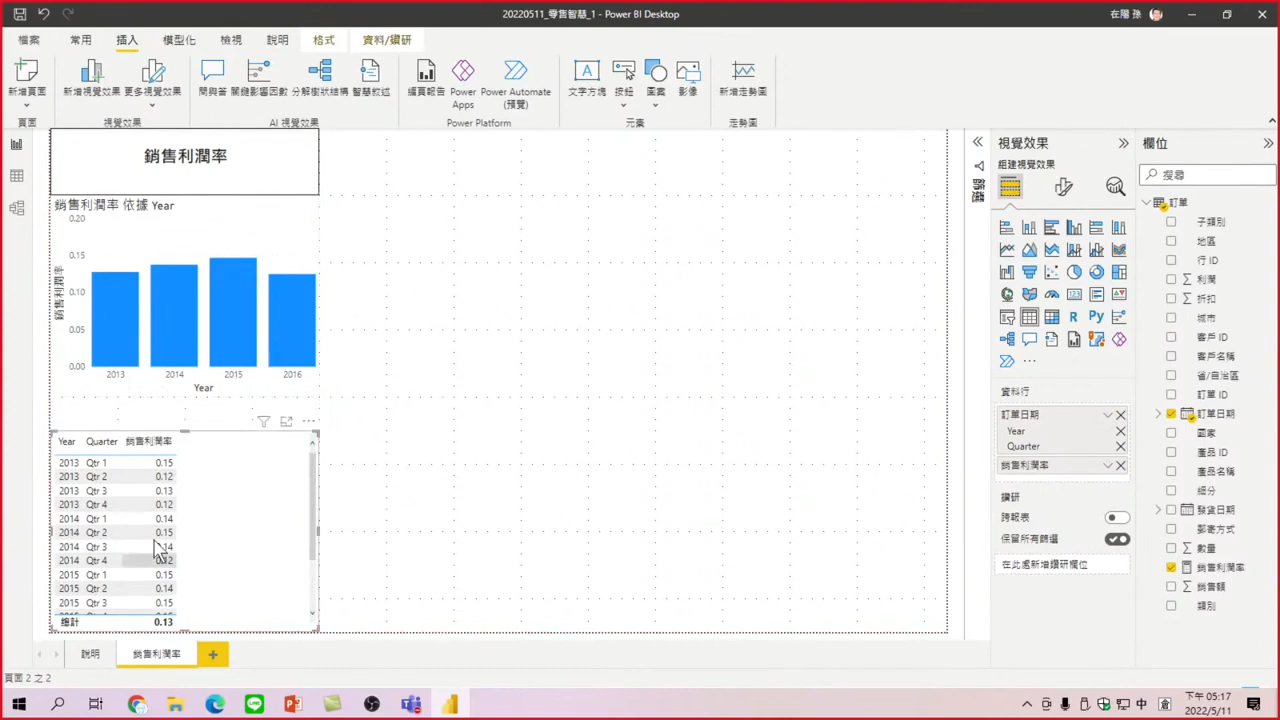 20220511_零售智慧_1 - Power BI Desktop
在陽 孫
檔案 常用 插入 模型化 檢視 說明 格式 資料/鑽研
新增頁面 新增視覺效果 更多視覺效果 問與答 關鍵影響因數 分解樹狀結構 智慧敘述 編頁報告 Power Apps Power Automate (預覽) 文字方塊 按鈕 圖案 影像 新增走勢圖
頁面 視覺效果 AI 視覺效果 Power Platform 元素 走勢圖
銷售利潤率
銷售利潤率 依據 Year
0.20
0.15
0.10
0.05
0.00
銷售利潤率
2013 2014 2015 2016
Year
Year Quarter 銷售利潤率
2013 Qtr 1 0.15
2013 Qtr 2 0.12
2013 Qtr 3 0.13
2013 Qtr 4 0.12
2014 Qtr 1 0.14
2014 Qtr 2 0.15
2014 Qtr 3
2014 Qtr 4
2015 Qtr 1 0.15
2015 Qtr 2 0.14
2015 Qtr 3 0.15
總計 0.13
篩選
視覺效果
組建視覺效果
R Py
123
資料行
訂單日期
Year
Quarter
銷售利潤率
鑽研
跨報表
保留所有篩選
在此處新增鑽研欄位
欄位
搜尋
訂單
子類別
地區
行 ID
利潤
折扣
城市
客戶 ID
客戶名稱
省/自治區
訂單 ID
訂單日期
國家
產品 ID
產品名稱
細分
發貨日期
郵寄方式
數量
銷售利潤率
銷售額
類別
說明 銷售利潤率
頁面 2 之 2
中
下午 05:17
2022/5/11